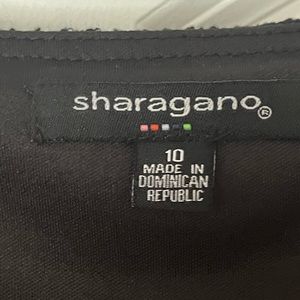 sharagano®
10
MADE IN
DOMINICAN
REPUBLIC